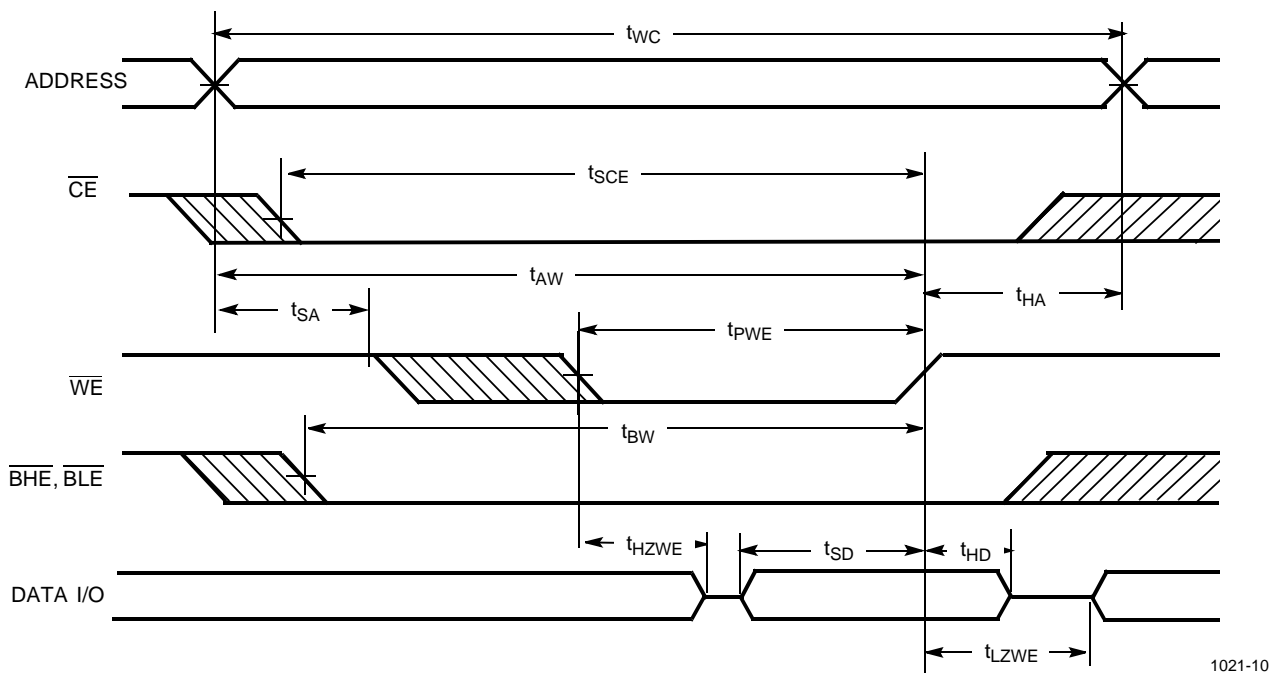 tWC
ADDRESS
tSCE
CE
tAW
tSA
tHA
tPWE
WE
tBW
BHE, BLE
tHZWE
tSD
tHD
DATA I/O
tLZWE
1021-10